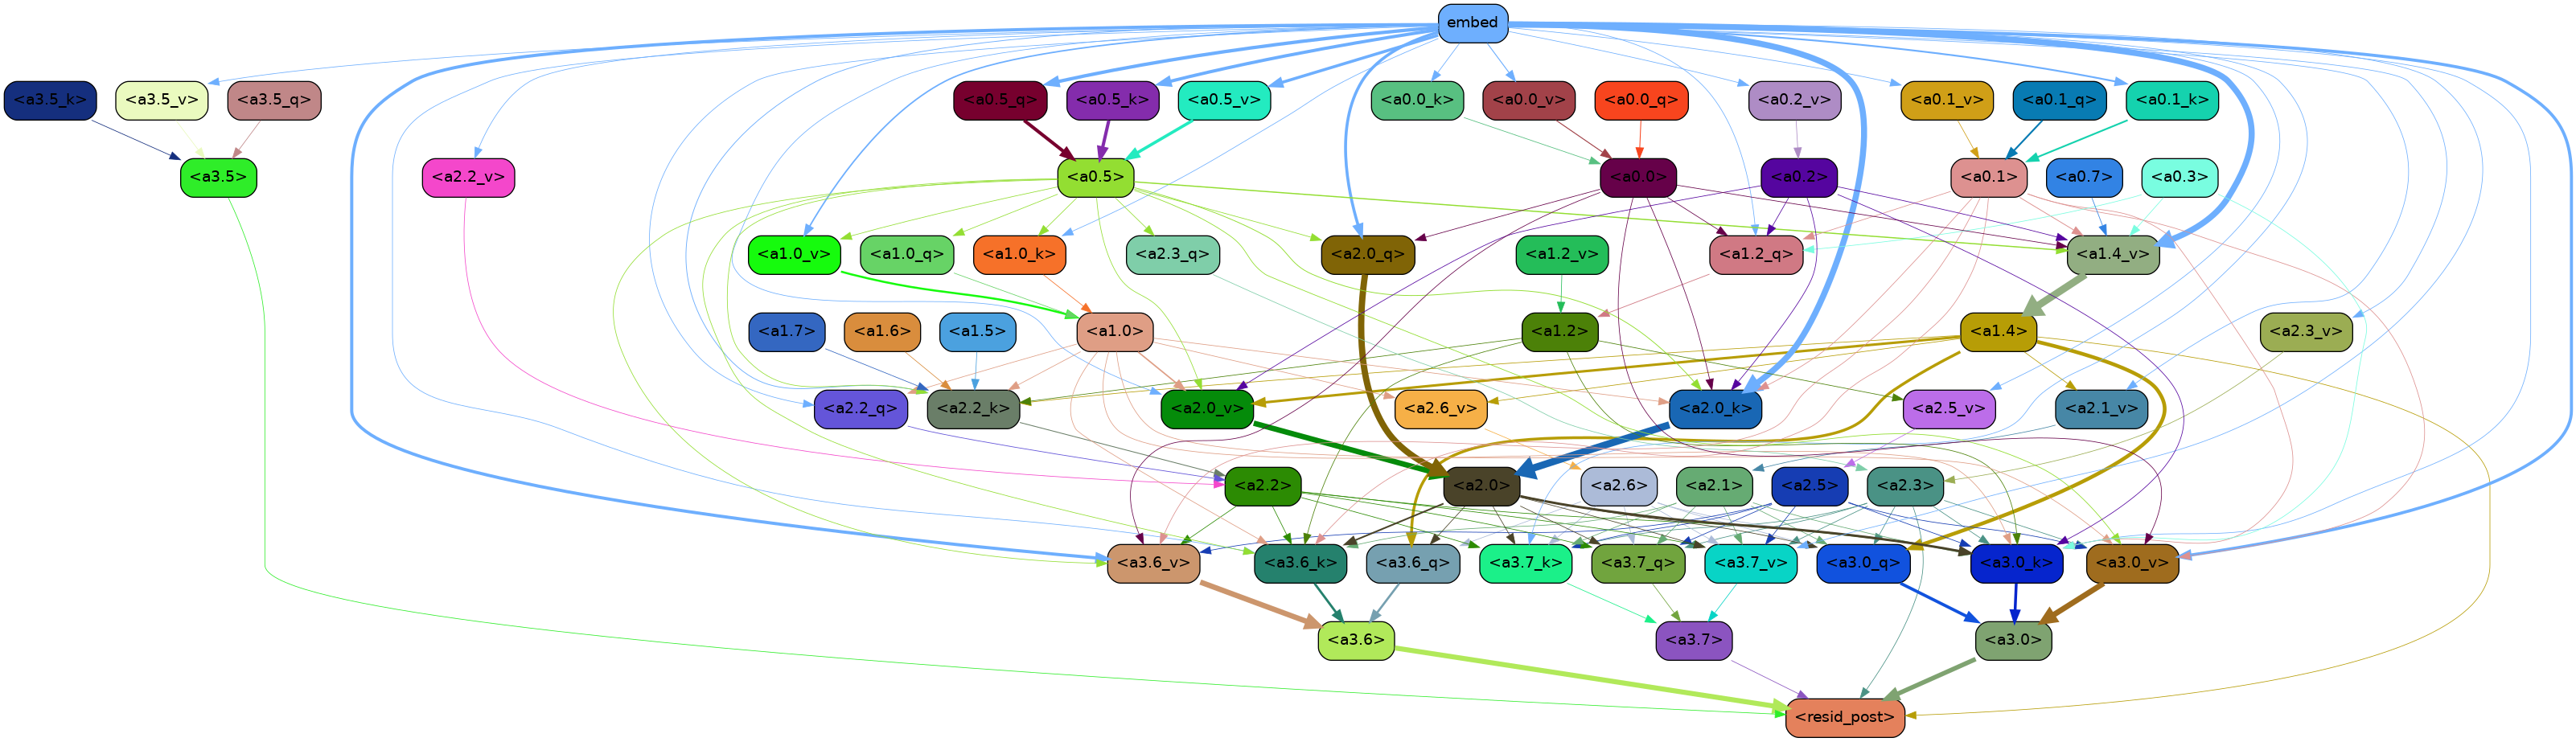 embed
<a3.5_k> <a3.5_v> <a3.5_q> <a0.5_q> <a0.5_k> <a0.5_v> <a0.0_k> <a0.0_v> <a0.0_q> <a0.2_v> <a0.1_v> <a0.1_q> <a0.1_k>
<a3.5> <a2.2_v> <a0.5> <a0.0> <a0.2> <a0.1> <a0.7> <a0.3>
<a1.0_v> <a1.0_q> <a1.0_k> <a2.3_q> <a2.0_q> <a1.2_v> <a1.2_q> <a1.4_v>
<a1.7> <a1.6> <a1.5> <a1.0> <a1.2> <a1.4> <a2.3_v>
<a2.2_q> <a2.2_k> <a2.0_v> <a2.6_v> <a2.0_k> <a2.5_v> <a2.1_v>
<a2.2> <a2.0> <a2.6> <a2.1> <a2.5> <a2.3>
<a3.6_v> <a3.6_k> <a3.6_q> <a3.7_k> <a3.7_q> <a3.7_v> <a3.0_q> <a3.0_k> <a3.0_v>
<a3.6> <a3.7> <a3.0>
<resid_post>